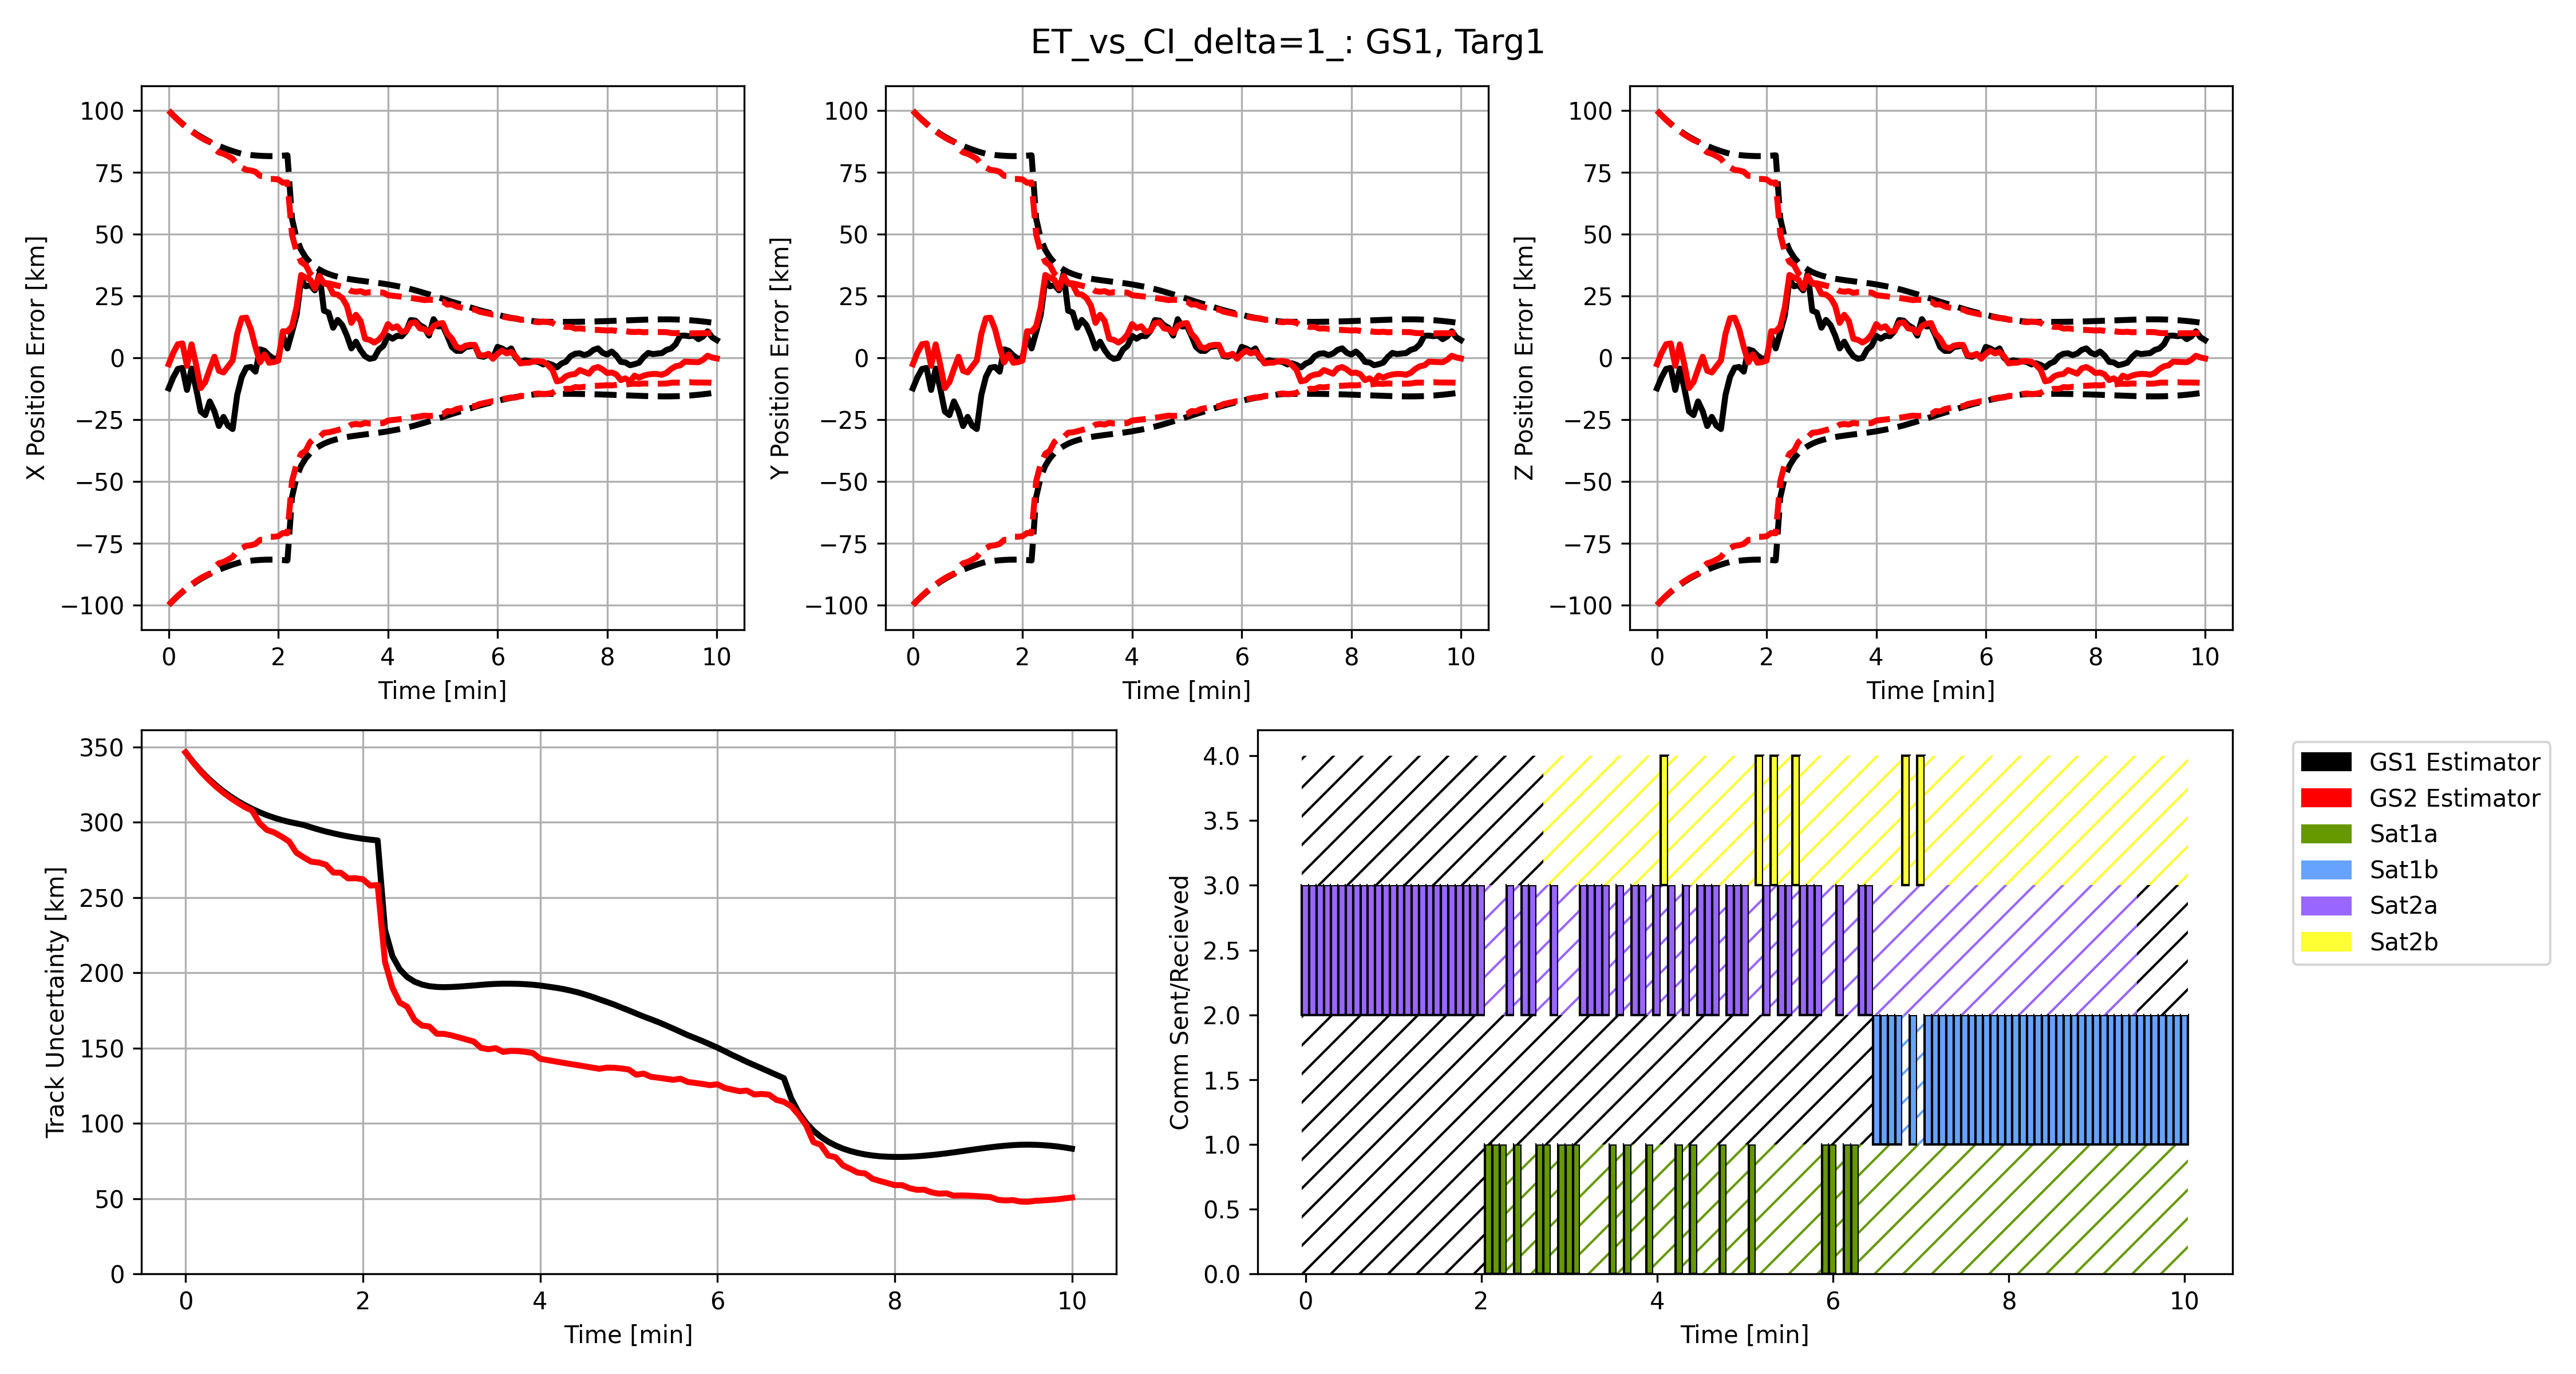 ET_vs_CI_delta=1_: GS1, Targ1
X Position Error [km]
100
75
50
25
0
−25
−50
−75
−100
0 2 4 6 8 10
Time [min]
Y Position Error [km]
100
75
50
25
0
−25
−50
−75
−100
0 2 4 6 8 10
Time [min]
Z Position Error [km]
100
75
50
25
0
−25
−50
−75
−100
0 2 4 6 8 10
Time [min]
Track Uncertainty [km]
350
300
250
200
150
100
50
0
0 2 4 6 8 10
Time [min]
Comm Sent/Recieved
4.0
3.5
3.0
2.5
2.0
1.5
1.0
0.5
0.0
0 2 4 6 8 10
Time [min]
GS1 Estimator
GS2 Estimator
Sat1a
Sat1b
Sat2a
Sat2b